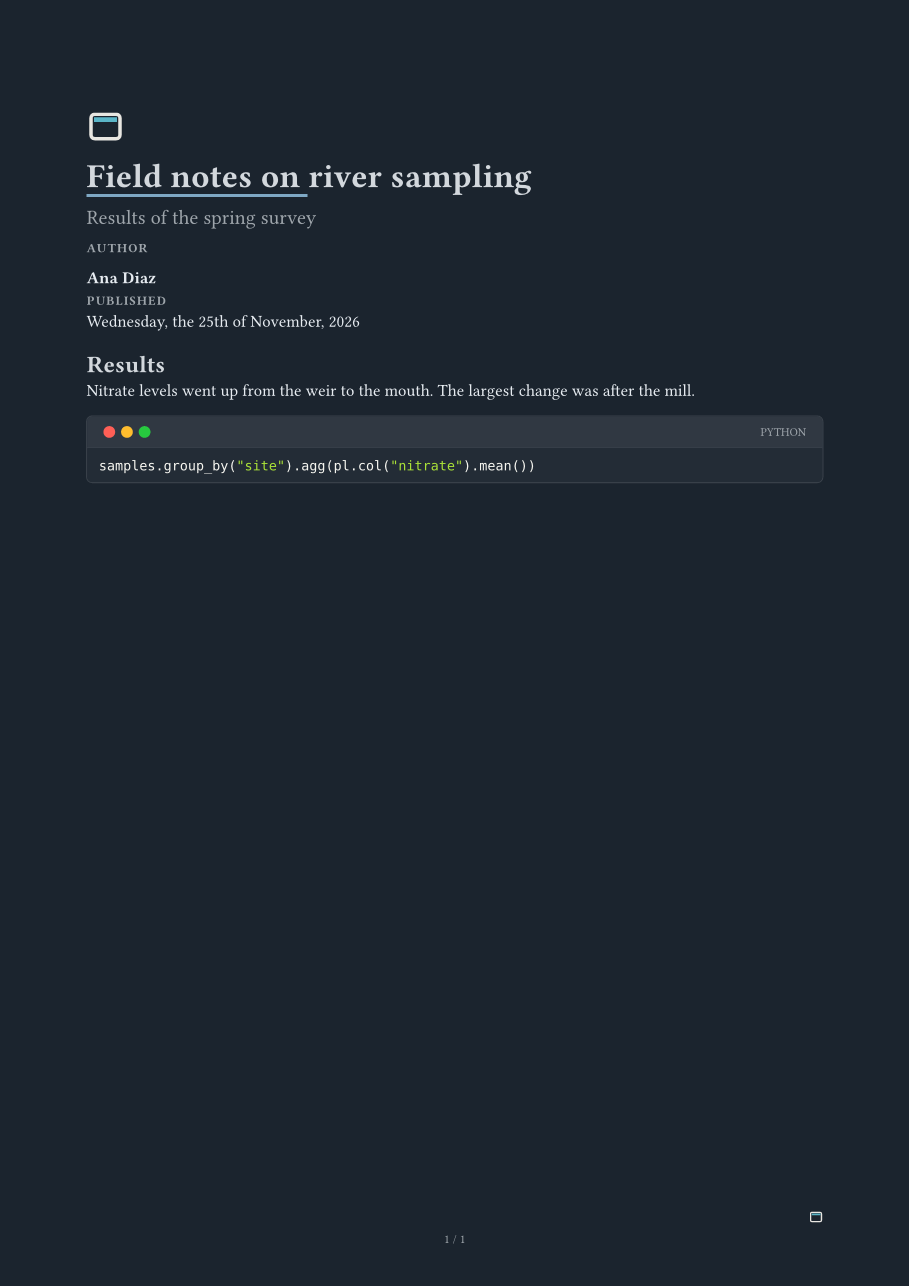 Field notes on river sampling
Results of the spring survey
AUTHOR
Ana Diaz
PUBLISHED
Wednesday, the 25th of November, 2026
Results
Nitrate levels went up from the weir to the mouth. The largest change was after the mill.
PYTHON
samples.group_by("site").agg(pl.col("nitrate").mean())
1 / 1